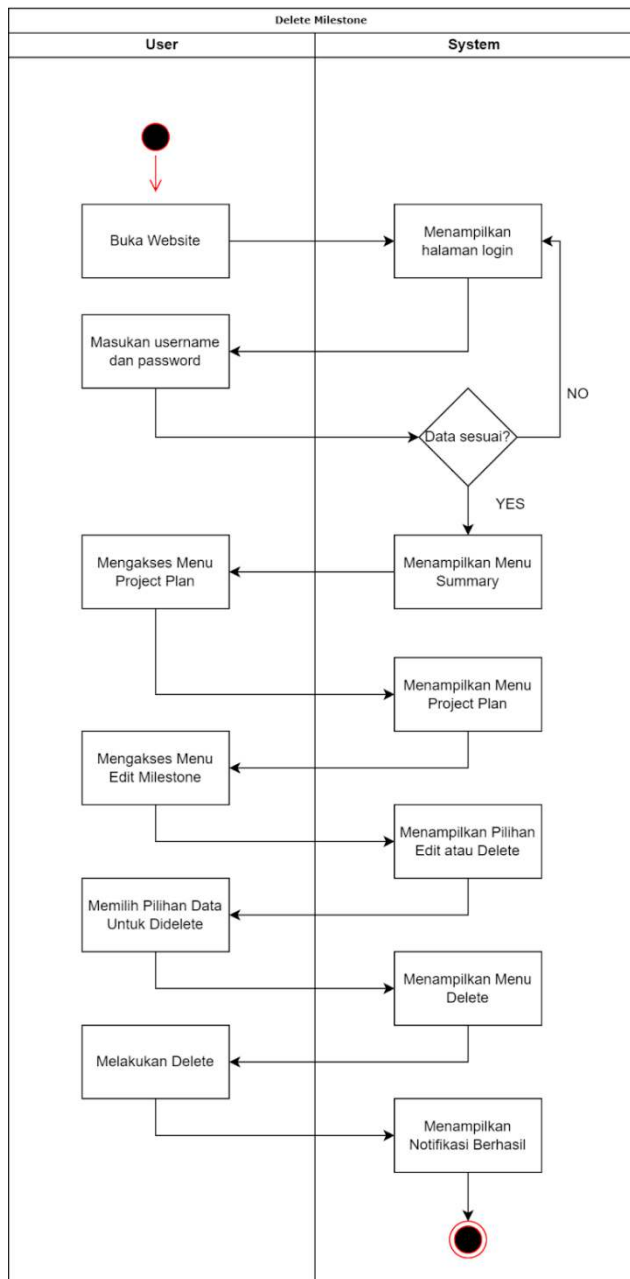 Delete Milestone
User
System
Buka Website
Menampilkan
halaman login
Masukan username
dan password
Data sesuai?
NO
YES
Menampilkan Menu
Summary
Mengakses Menu
Project Plan
Menampilkan Menu
Project Plan
Mengakses Menu
Edit Milestone
Menampilkan Pilihan
Edit atau Delete
Memilih Pilihan Data
Untuk Didelete
Menampilkan Menu
Delete
Melakukan Delete
Menampilkan
Notifikasi Berhasil